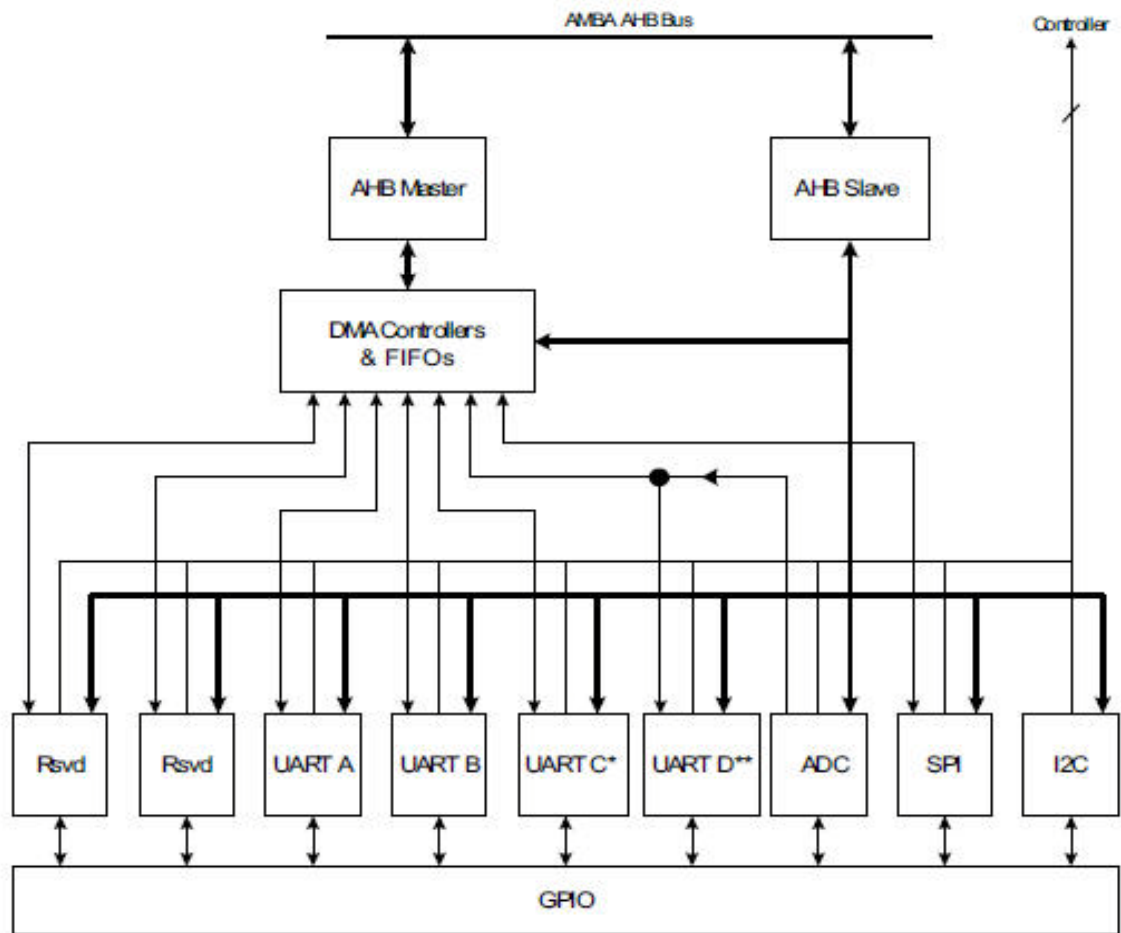 AMBA AHB Bus
Controller
AHB Master
AHB Slave
DMA Controllers
& FIFOs
Rsvd
Rsvd
UART A
UART B
UART C*
UART D**
ADC
SPI
I2C
GPIO